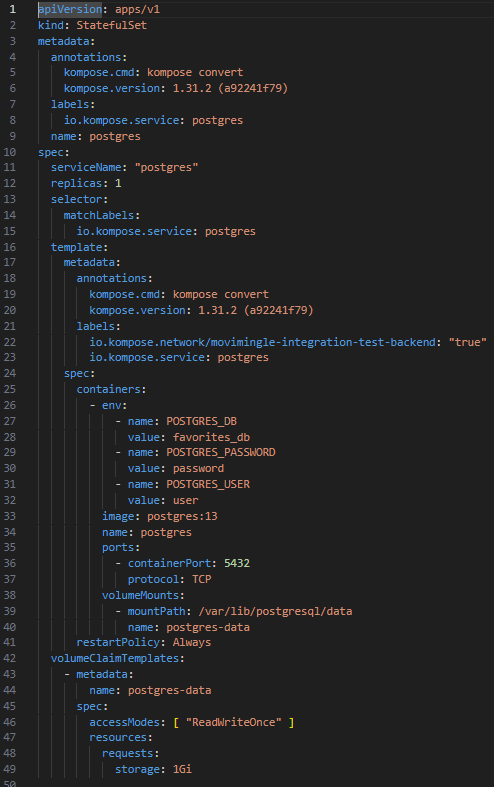 1 apiVersion: apps/v1
2 kind: StatefulSet
3 metadata:
4   annotations:
5     kompose.cmd: kompose convert
6     kompose.version: 1.31.2 (a92241f79)
7   labels:
8     io.kompose.service: postgres
9   name: postgres
10 spec:
11   serviceName: "postgres"
12   replicas: 1
13   selector:
14     matchLabels:
15       io.kompose.service: postgres
16   template:
17     metadata:
18       annotations:
19         kompose.cmd: kompose convert
20         kompose.version: 1.31.2 (a92241f79)
21       labels:
22         io.kompose.network/movimingle-integration-test-backend: "true"
23         io.kompose.service: postgres
24     spec:
25       containers:
26         - env:
27             - name: POSTGRES_DB
28               value: favorites_db
29             - name: POSTGRES_PASSWORD
30               value: password
31             - name: POSTGRES_USER
32               value: user
33           image: postgres:13
34           name: postgres
35           ports:
36             - containerPort: 5432
37               protocol: TCP
38           volumeMounts:
39             - mountPath: /var/lib/postgresql/data
40               name: postgres-data
41       restartPolicy: Always
42   volumeClaimTemplates:
43     - metadata:
44         name: postgres-data
45       spec:
46         accessModes: [ "ReadWriteOnce" ]
47         resources:
48           requests:
49             storage: 1Gi
50